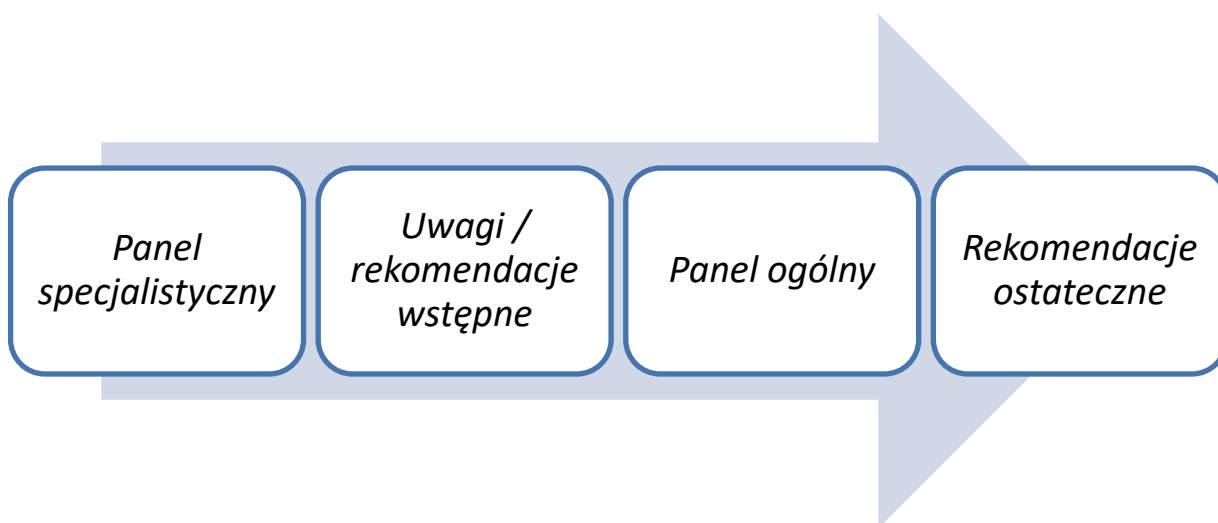 Panel
specjalistyczny
Uwagi /
rekomendacje
wstępne
Panel ogólny
Rekomendacje
ostateczne